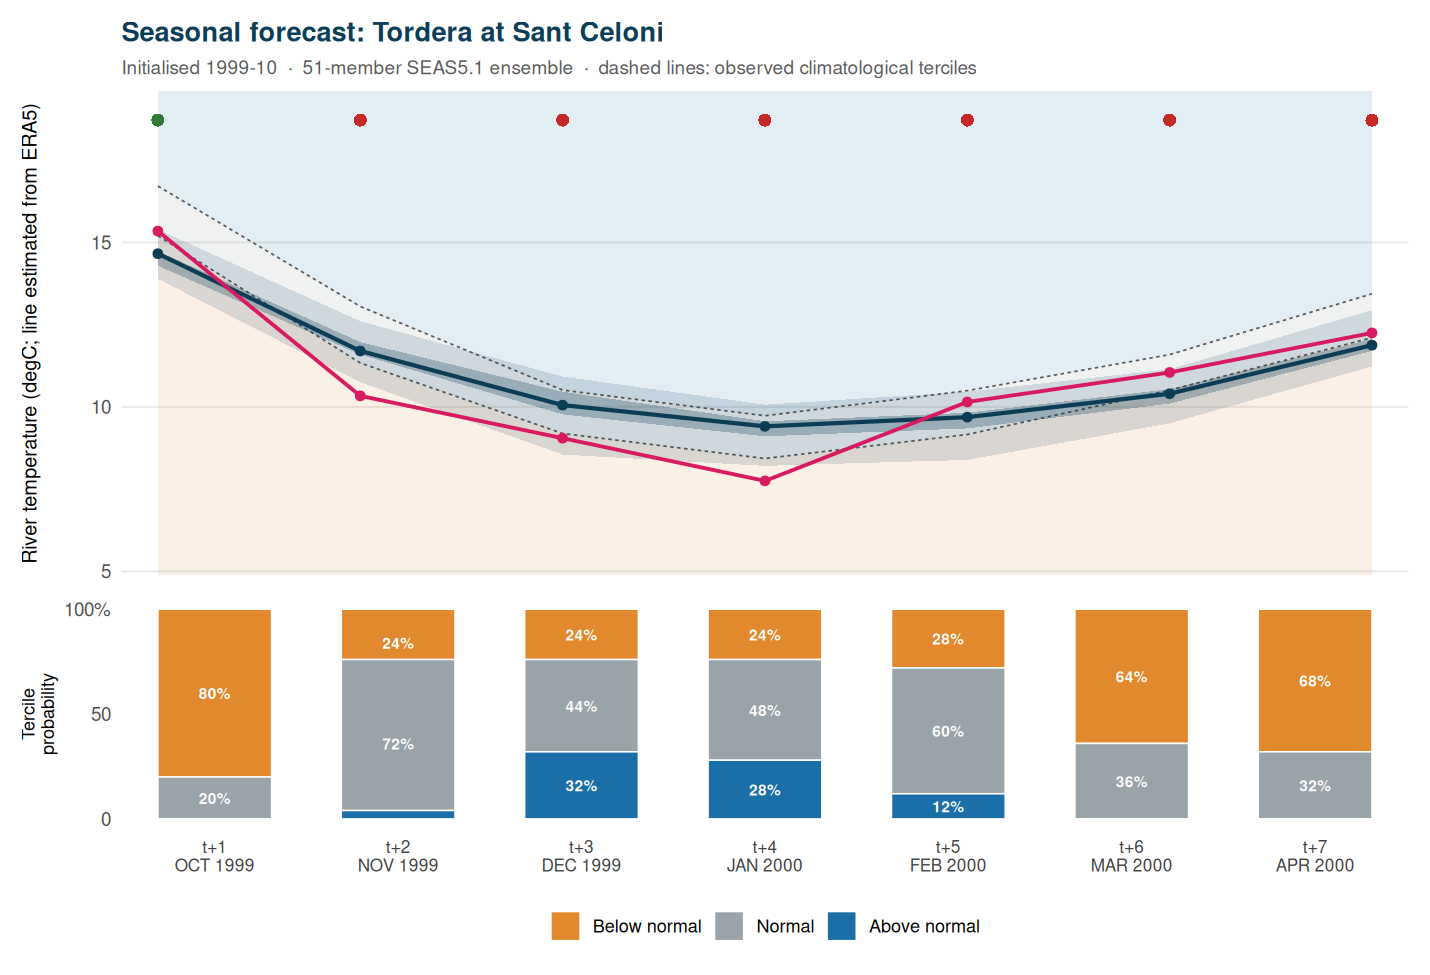 Seasonal forecast: Tordera at Sant Celoni
Initialised 1999-10 · 51-member SEAS5.1 ensemble · dashed lines: observed climatological terciles
River temperature (degC; line estimated from ERA5)
15
10
5
Tercile
probability
100%
50
0
80%
20%
24%
72%
24%
44%
32%
24%
48%
28%
28%
60%
12%
64%
36%
68%
32%
t+1
OCT 1999
t+2
NOV 1999
t+3
DEC 1999
t+4
JAN 2000
t+5
FEB 2000
t+6
MAR 2000
t+7
APR 2000
Below normal
Normal
Above normal